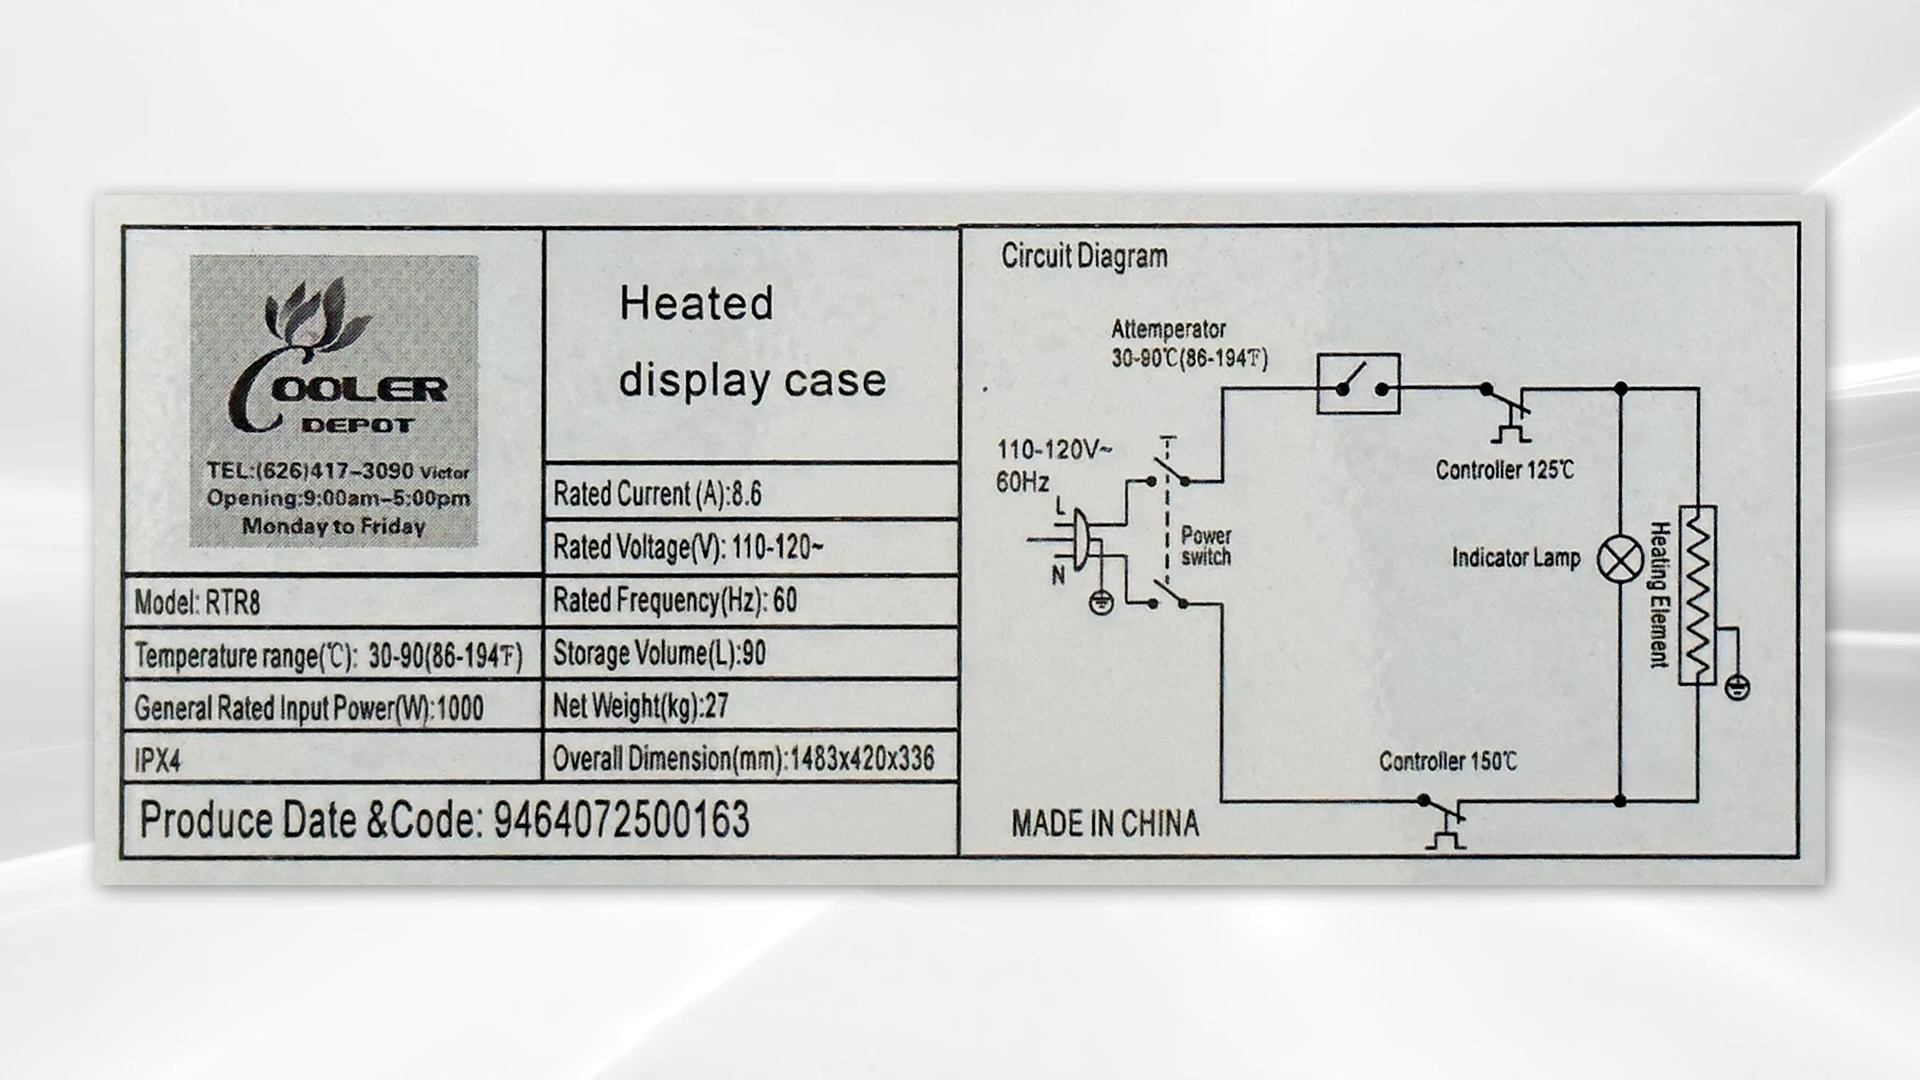 COOLER
DEPOT
TEL:(626)417-3090 Victor
Opening:9:00am-5:00pm
Monday to Friday
Heated
display case
Rated Current (A):8.6
Rated Voltage(V): 110-120~
Model: RTR8
Rated Frequency(Hz): 60
Temperature range(℃): 30-90(86-194℉)
Storage Volume(L):90
General Rated Input Power(W):1000
Net Weight(kg):27
IPX4
Overall Dimension(mm):1483x420x336
Produce Date &Code: 9464072500163
Circuit Diagram
Attemperator
30-90℃(86-194℉)
110-120V~
60Hz
L
N
Power
switch
Controller 125℃
Indicator Lamp
Heating Element
Controller 150℃
MADE IN CHINA